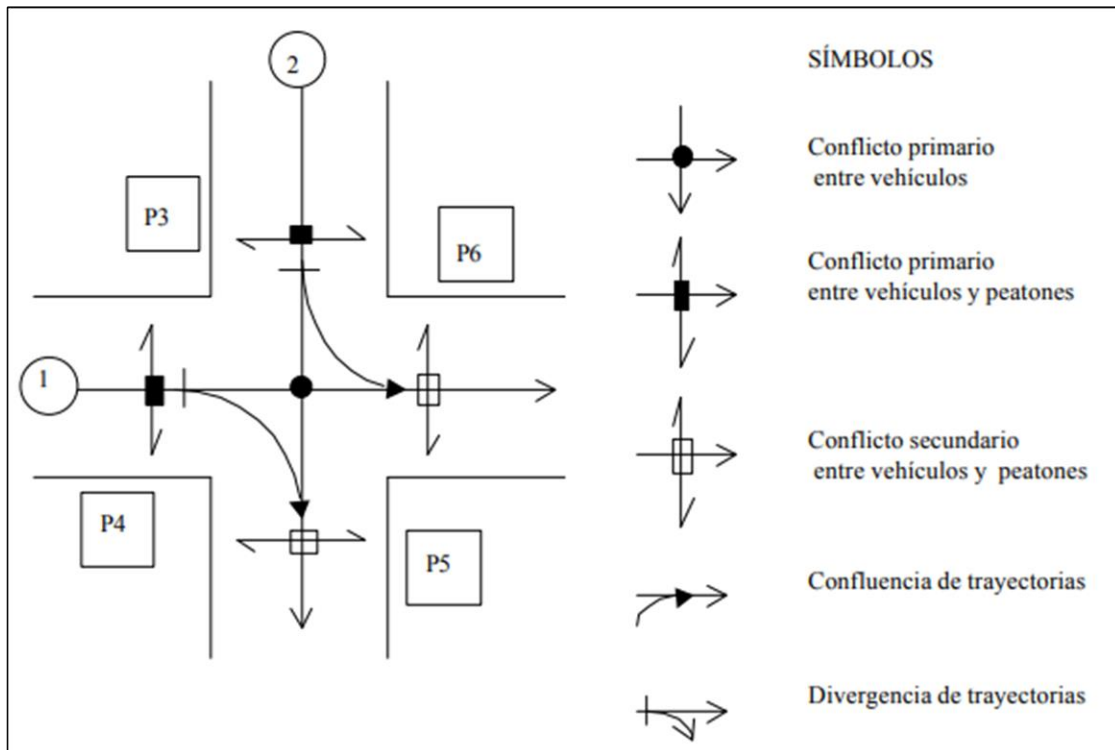 2
P3
P6
1
P4
P5
SÍMBOLOS
Conflicto primario
entre vehículos
Conflicto primario
entre vehículos y peatones
Conflicto secundario
entre vehículos y peatones
Confluencia de trayectorias
Divergencia de trayectorias